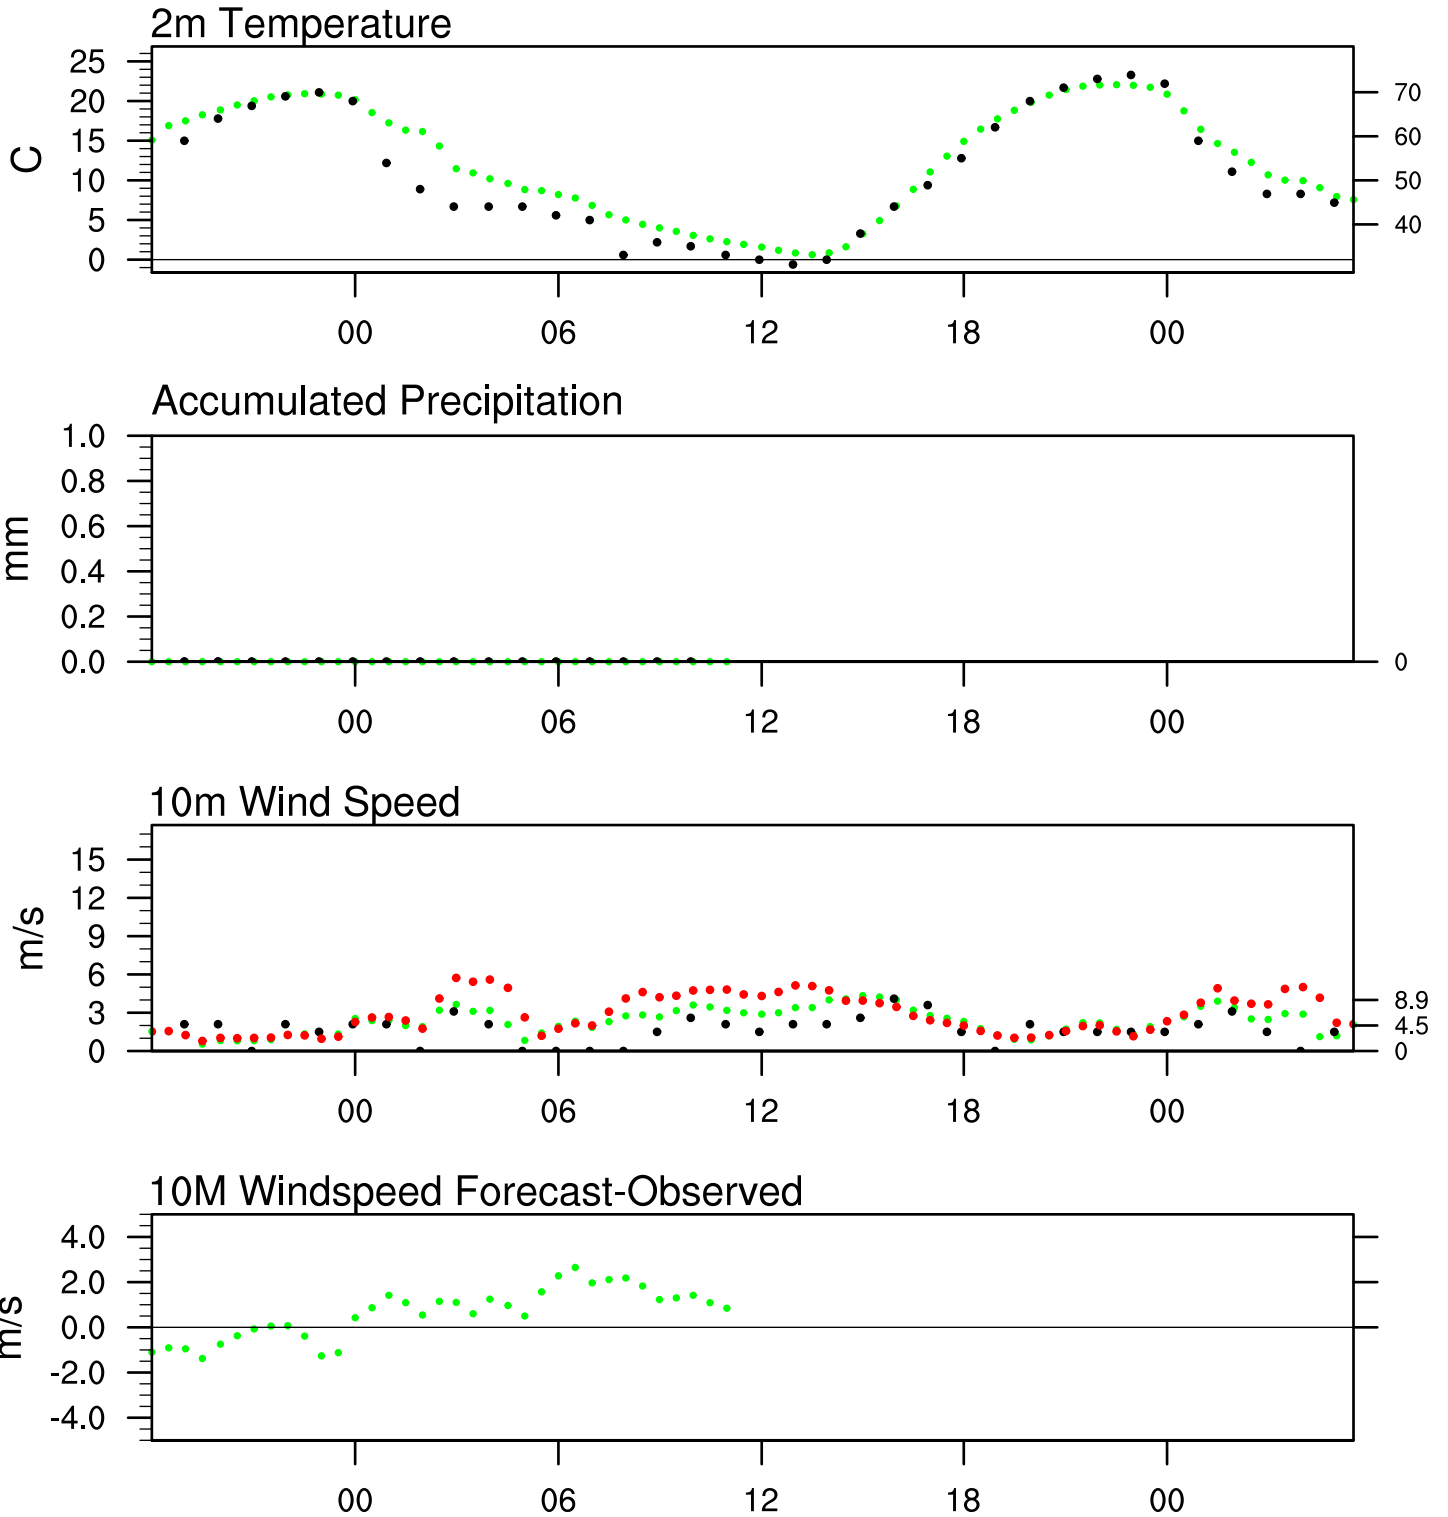 2m Temperature
25
20
15
10
5
0
C
70
60
50
40
00 06 12 18 00
Accumulated Precipitation
1.0
0.8
0.6
0.4
0.2
0.0
mm
0
00 06 12 18 00
10m Wind Speed
15
12
9
6
3
0
m/s
8.9
4.5
0
00 06 12 18 00
10M Windspeed Forecast-Observed
4.0
2.0
0.0
-2.0
-4.0
m/s
00 06 12 18 00